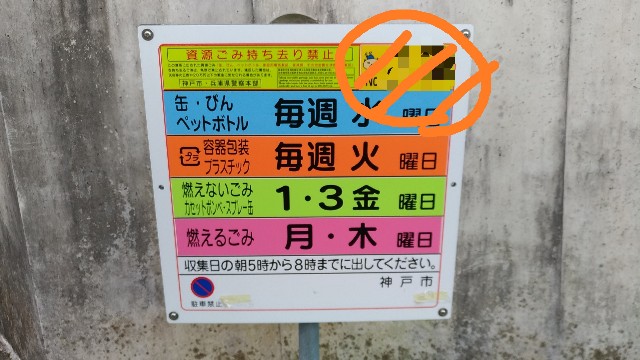 資源ごみ持ち去り禁止
神戸市・兵庫県警察本部
NC
缶・びん
ペットボトル
毎週 水 曜日
容器包装
プラスチック
毎週 火 曜日
燃えないごみ
カセットボンベ・スプレー缶
1・3金 曜日
燃えるごみ
月・木 曜日
収集日の朝5時から8時までに出してください。
駐車禁止
神戸市